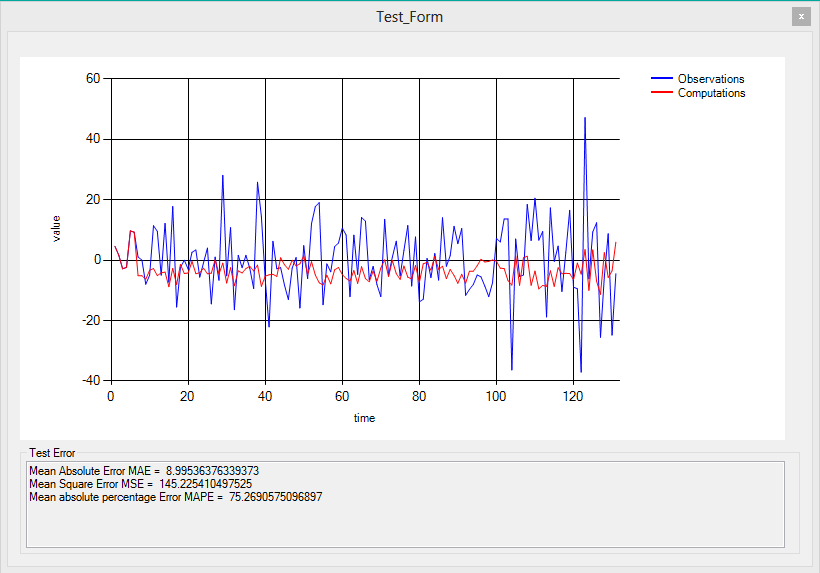 Test_Form
x
60
40
20
0
-20
-40
0 20 40 60 80 100 120
value
time
Observations
Computations
Test Error
Mean Absolute Error MAE = 8.99536376339373
Mean Square Error MSE = 145.225410497525
Mean absolute percentage Error MAPE = 75.2690575096897